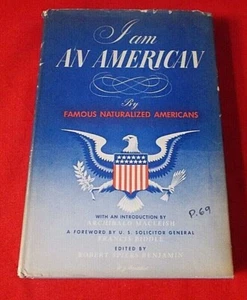 I am
AN AMERICAN
By
FAMOUS NATURALIZED AMERICANS
P.69
WITH AN INTRODUCTION BY
ARCHIBALD MACLEISH
A FOREWORD BY U. S. SOLICITOR GENERAL
FRANCIS BIDDLE
EDITED BY
ROBERT SPIERS BENJAMIN